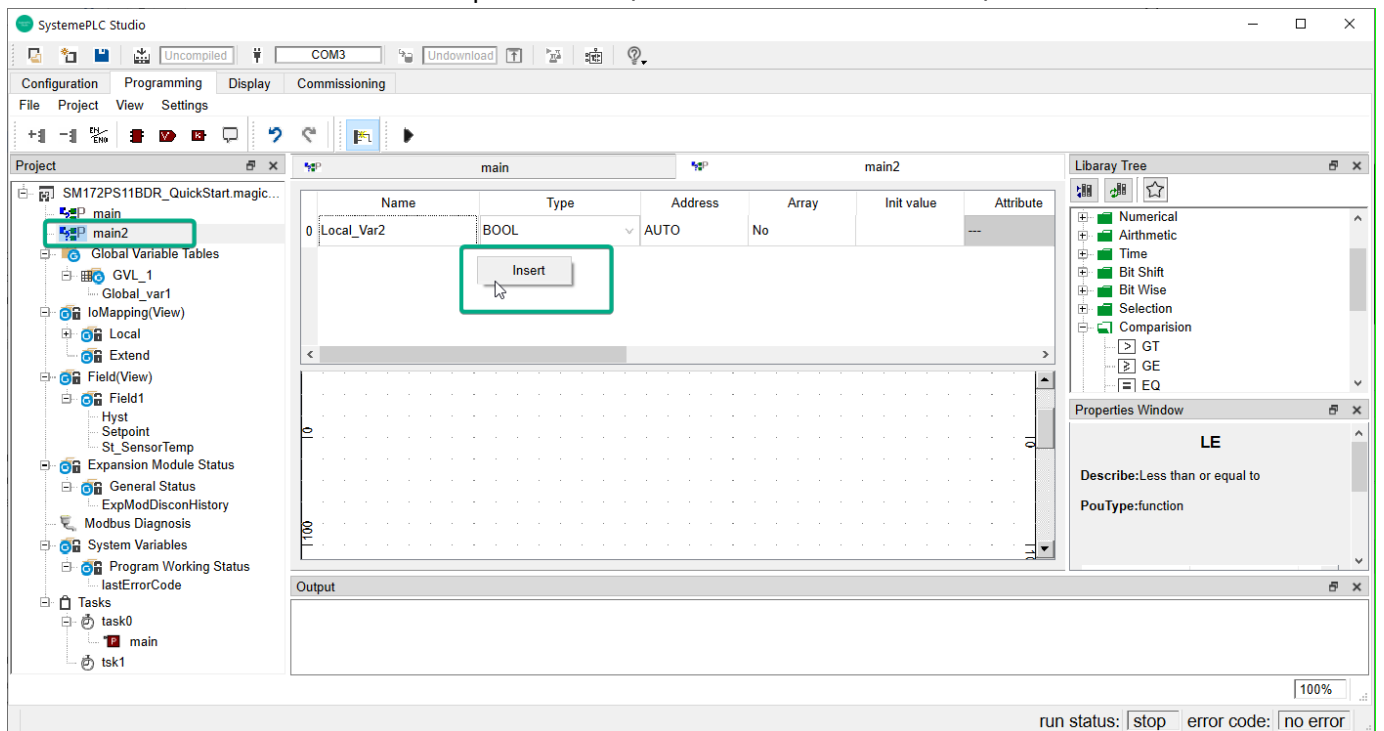 SystemePLC Studio
Uncompiled COM3 Undownload
Configuration Programming Display Commissioning
File Project View Settings
EN/ENO V K
Project
SM172PS11BDR_QuickStart.magic...
P main
P main2
Global Variable Tables
GVL_1
Global_var1
IoMapping(View)
Local
Extend
Field(View)
Field1
Hyst
Setpoint
St_SensorTemp
Expansion Module Status
General Status
ExpModDisconHistory
Modbus Diagnosis
System Variables
Program Working Status
lastErrorCode
Tasks
task0
P main
tsk1
P main P main2
Name Type Address Array Init value Attribute
0 Local_Var2 BOOL AUTO No ---
Insert
0 0
100
Output
Libaray Tree
Numerical
Airthmetic
Time
Bit Shift
Bit Wise
Selection
Comparision
> GT
≥ GE
= EQ
Properties Window
LE
Describe:Less than or equal to
PouType:function
100%
run status: stop error code: no error